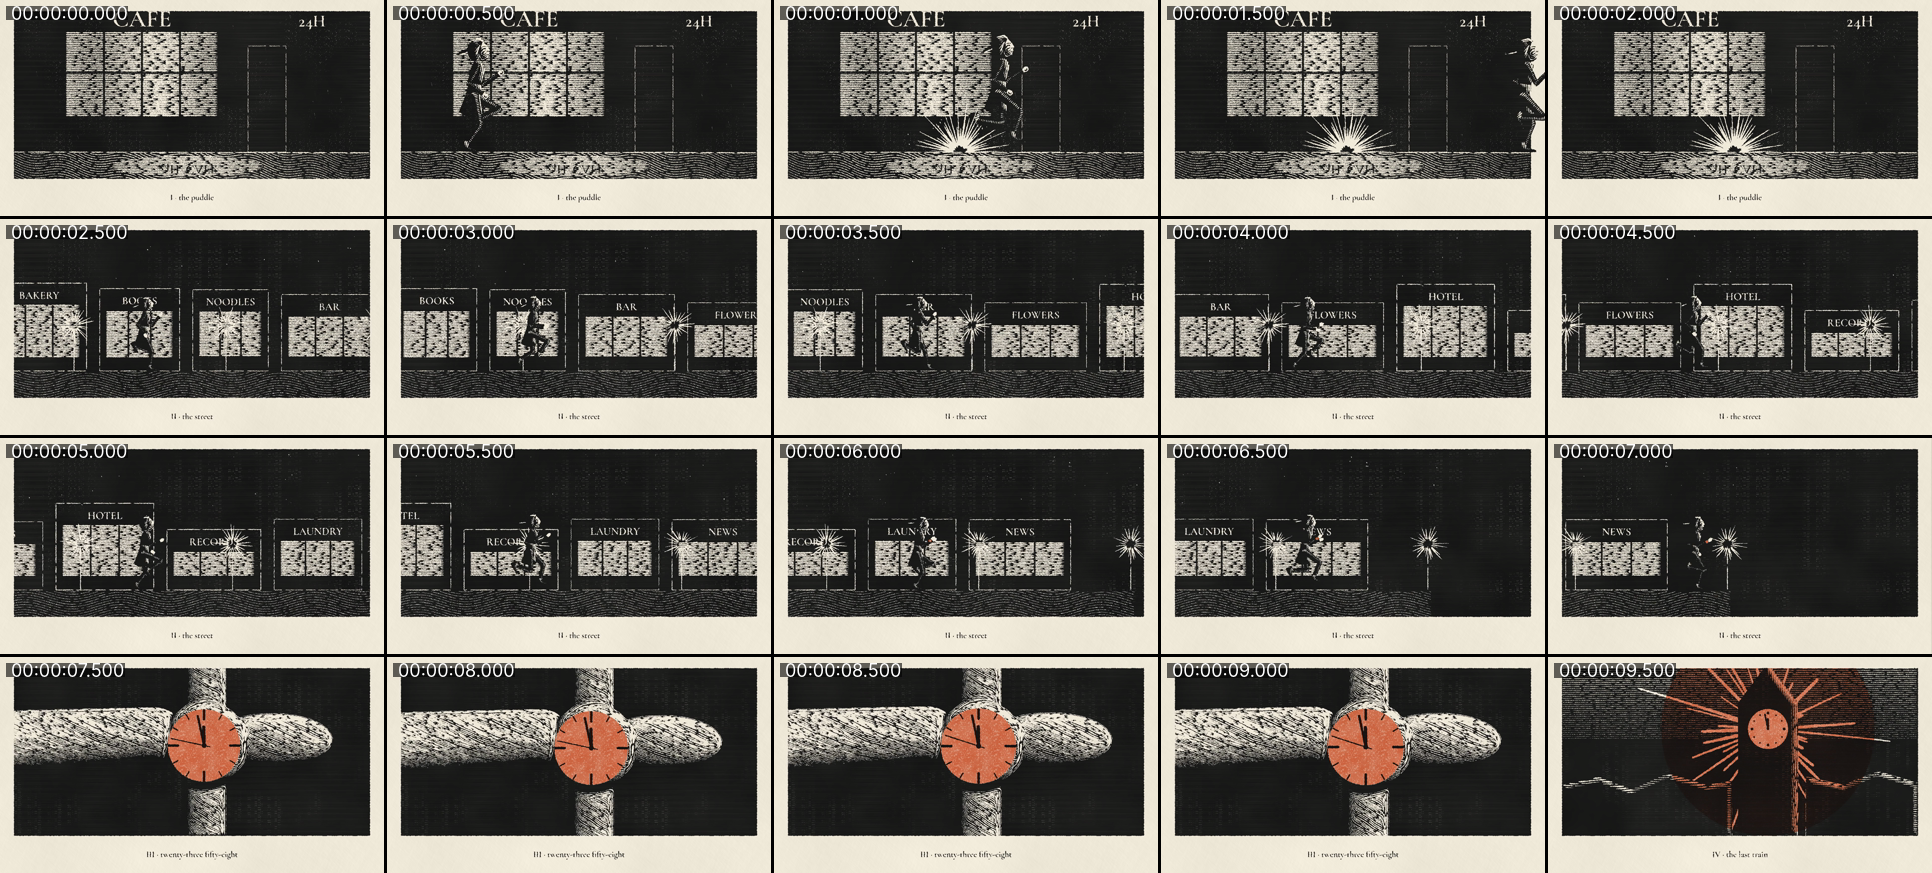 00:00:00.000
CAFE
24H
I · the puddle
00:00:00.500
CAFE
24H
I · the puddle
00:00:01.000
CAFE
24H
I · the puddle
00:00:01.500
CAFE
24H
I · the puddle
00:00:02.000
CAFE
24H
I · the puddle
00:00:02.500
BAKERY
NOODLES
BAR
II · the street
00:00:03.000
BOOKS
BAR
FLOWER
II · the street
00:00:03.500
NOODLES
FLOWERS
II · the street
00:00:04.000
BAR
HOTEL
II · the street
00:00:04.500
FLOWERS
HOTEL
II · the street
00:00:05.000
HOTEL
LAUNDRY
II · the street
00:00:05.500
TEL
LAUNDRY
NEWS
II · the street
00:00:06.000
NEWS
II · the street
00:00:06.500
LAUNDRY
II · the street
00:00:07.000
NEWS
II · the street
00:00:07.500
III · twenty-three fifty-eight
00:00:08.000
III · twenty-three fifty-eight
00:00:08.500
III · twenty-three fifty-eight
00:00:09.000
III · twenty-three fifty-eight
00:00:09.500
IV · the last train